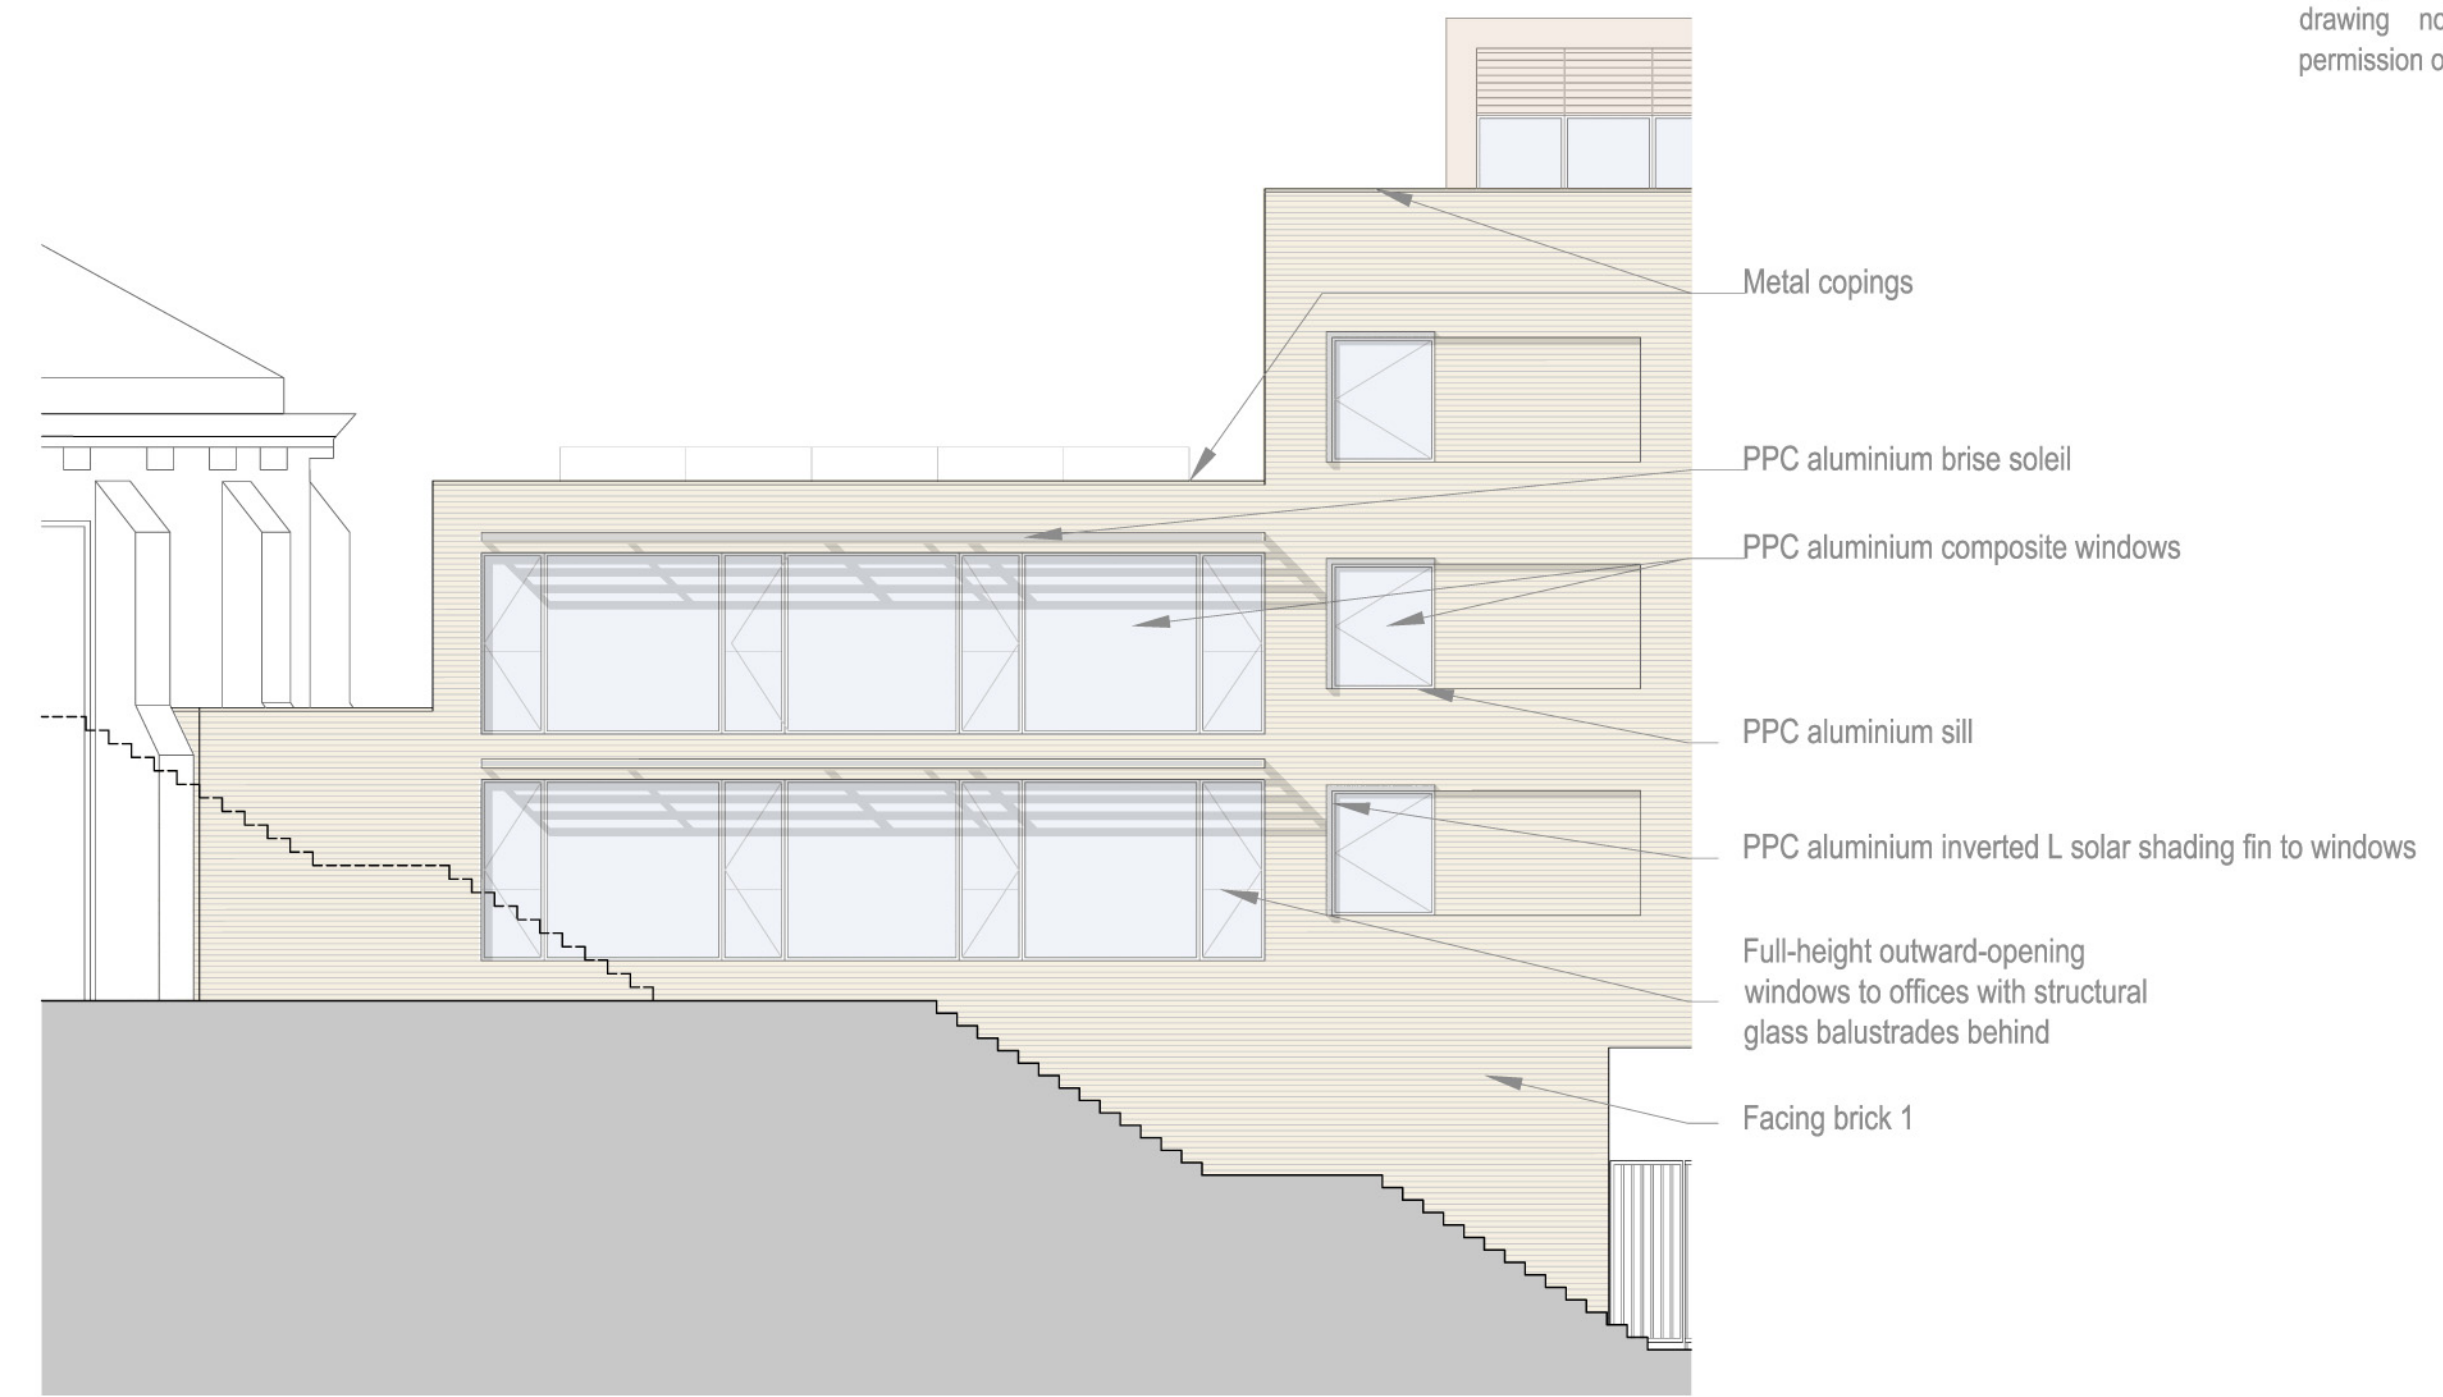 drawing
permission
Metal copings
PPC aluminium brise soleil
PPC aluminium composite windows
PPC aluminium sill
PPC aluminium inverted L solar shading fin to windows
Full-height outward-opening
windows to offices with structural
glass balustrades behind
Facing brick 1